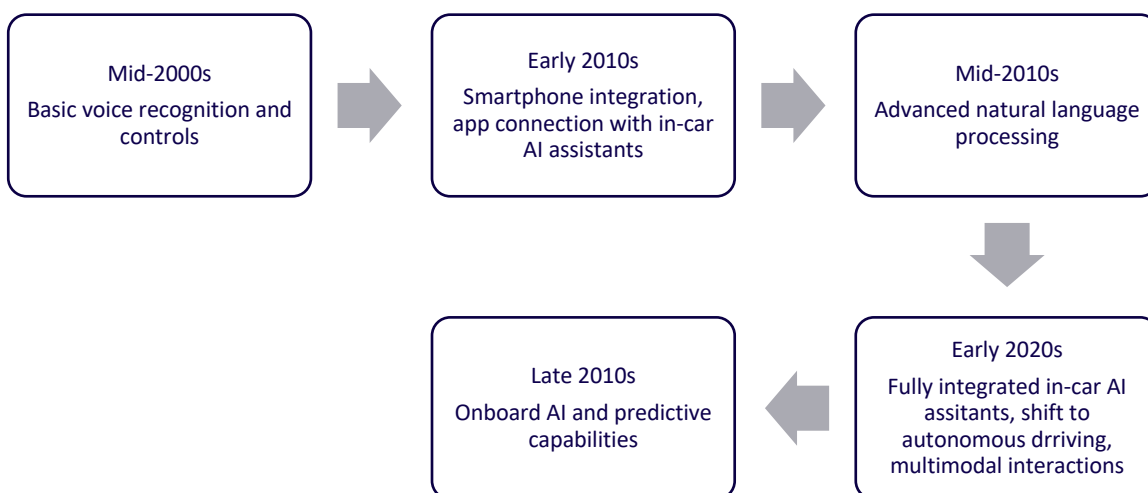 Mid-2000s
Basic voice recognition and
controls
Early 2010s
Smartphone integration,
app connection with in-car
AI assistants
Mid-2010s
Advanced natural language
processing
Early 2020s
Fully integrated in-car AI
assitants, shift to
autonomous drriving,
multimodal interactions
Late 2010s
Onboard AI and predictive
capabilities